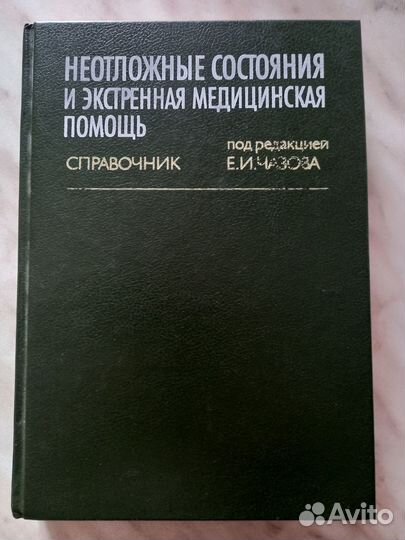 НЕОТЛОЖНЫЕ СОСТОЯНИЯ
И ЭКСТРЕННАЯ МЕДИЦИНСКАЯ
ПОМОЩЬ
СПРАВОЧНИК
под редакцией
Е.И.ЧАЗОВА
Avito